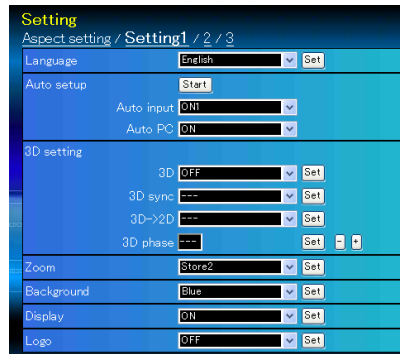 Setting
Aspect setting / Setting1 / 2 / 3
Language English Set
Auto setup Start
Auto input ON1
Auto PC ON
3D setting
3D OFF Set
3D sync --- Set
3D->2D --- Set
3D phase --- Set - +
Zoom Store2 Set
Background Blue Set
Display ON Set
Logo OFF Set